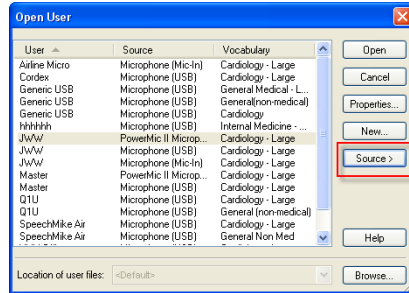 Open User
User Source Vocabulary
Airline Micro Microphone (Mic-In) Cardiology - Large
Cordex Microphone (USB) Cardiology - Large
Generic USB Microphone (USB) General Medical - L...
Generic USB Microphone (USB) General(non-medical)
Generic USB Microphone (USB) Cardiology
hhhhhh Microphone (USB) Internal Medicine - ...
JWW PowerMic II Microp... Cardiology - Large
JWW Microphone (USB) Cardiology - Large
JWW Microphone (Mic-In) Cardiology - Large
Master PowerMic II Microp... Cardiology - Large
Master Microphone (USB) Cardiology - Large
Q1U Microphone (USB) Cardiology - Large
Q1U Microphone (USB) General (non-medical)
SpeechMike Air Microphone (USB) Cardiology - Large
SpeechMike Air Microphone (USB) General Non Med
Open
Cancel
Properties...
New...
Source >
Help
Location of user files: <Default>
Browse...